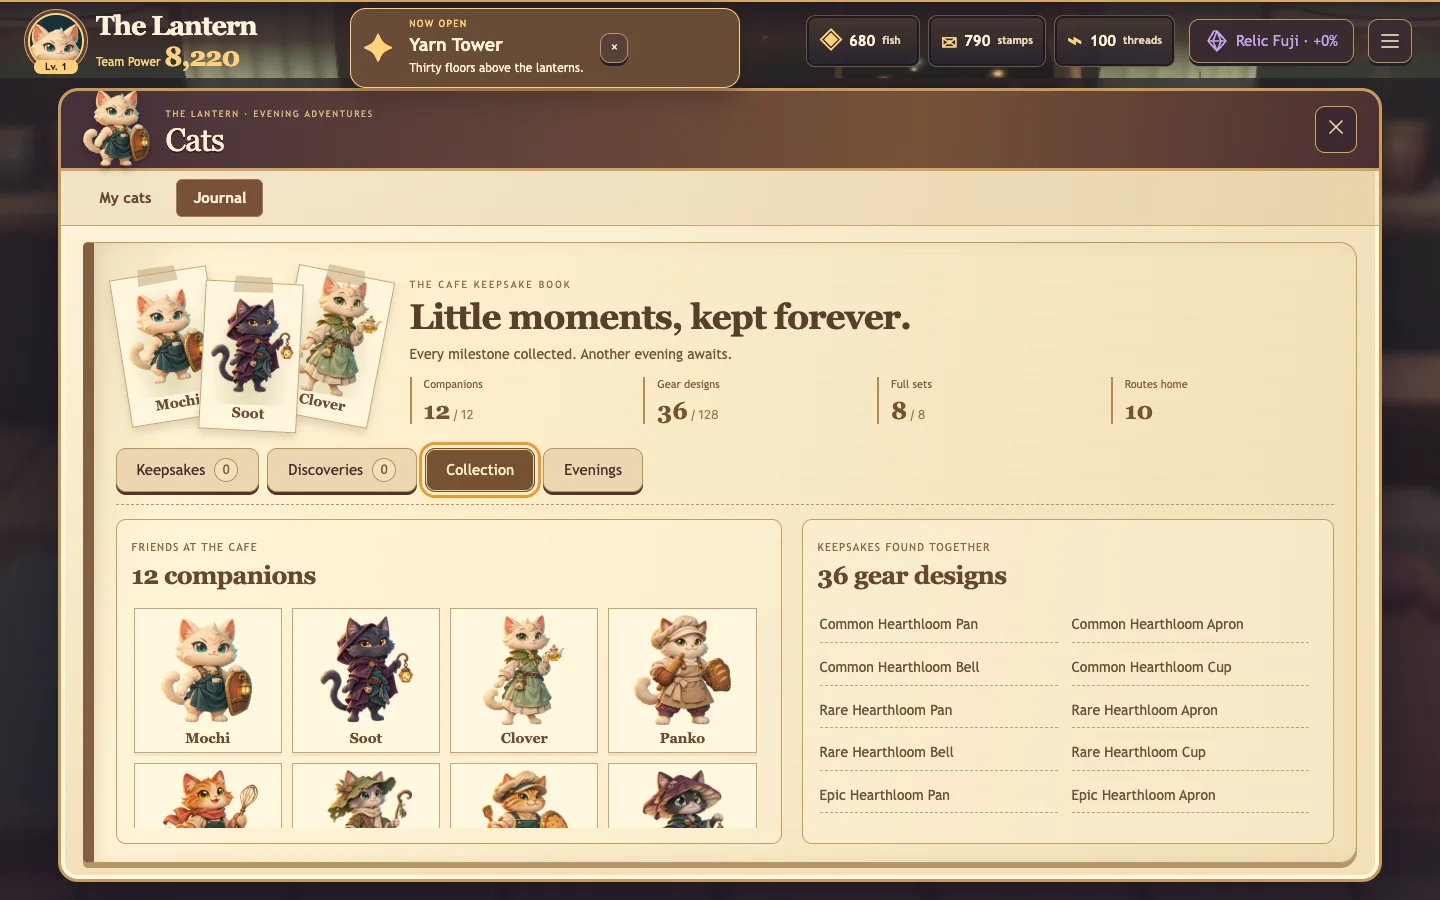 The Lantern
Lv. 1
Team Power 8,220
NOW OPEN
Yarn Tower
Thirty floors above the lanterns.
×
680 fish
790 stamps
100 threads
Relic Fuji · +0%
THE LANTERN · EVENING ADVENTURES
Cats
My cats
Journal
Mochi
Soot
Clover
THE CAFE KEEPSAKE BOOK
Little moments, kept forever.
Every milestone collected. Another evening awaits.
Companions
12 / 12
Gear designs
36 / 128
Full sets
8 / 8
Routes home
10
Keepsakes 0
Discoveries 0
Collection
Evenings
FRIENDS AT THE CAFE
12 companions
Mochi
Soot
Clover
Panko
KEEPSAKES FOUND TOGETHER
36 gear designs
Common Hearthloom Pan
Common Hearthloom Apron
Common Hearthloom Bell
Common Hearthloom Cup
Rare Hearthloom Pan
Rare Hearthloom Apron
Rare Hearthloom Bell
Rare Hearthloom Cup
Epic Hearthloom Pan
Epic Hearthloom Apron